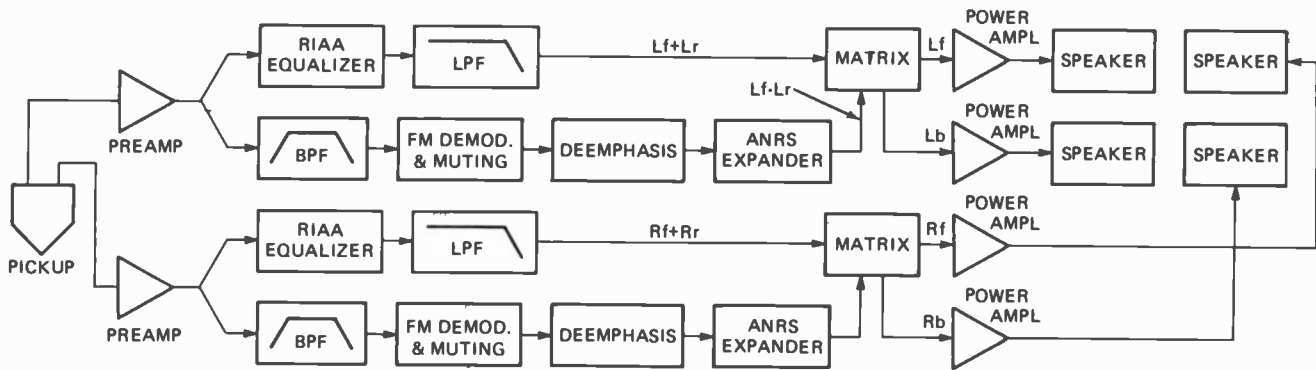 RIAA
EQUALIZER
LPF
Lf+Lr
MATRIX
Lf
POWER
AMPL
SPEAKER
SPEAKER
Lf-Lr
PREAMP
BPF
FM DEMOD.
& MUTING
DEEMPHASIS
ANRS
EXPANDER
Lb
POWER
AMPL
SPEAKER
SPEAKER
PICKUP
RIAA
EQUALIZER
LPF
Rf+Rr
MATRIX
Rf
POWER
AMPL
PREAMP
BPF
FM DEMOD.
& MUTING
DEEMPHASIS
ANRS
EXPANDER
Rb
POWER
AMPL